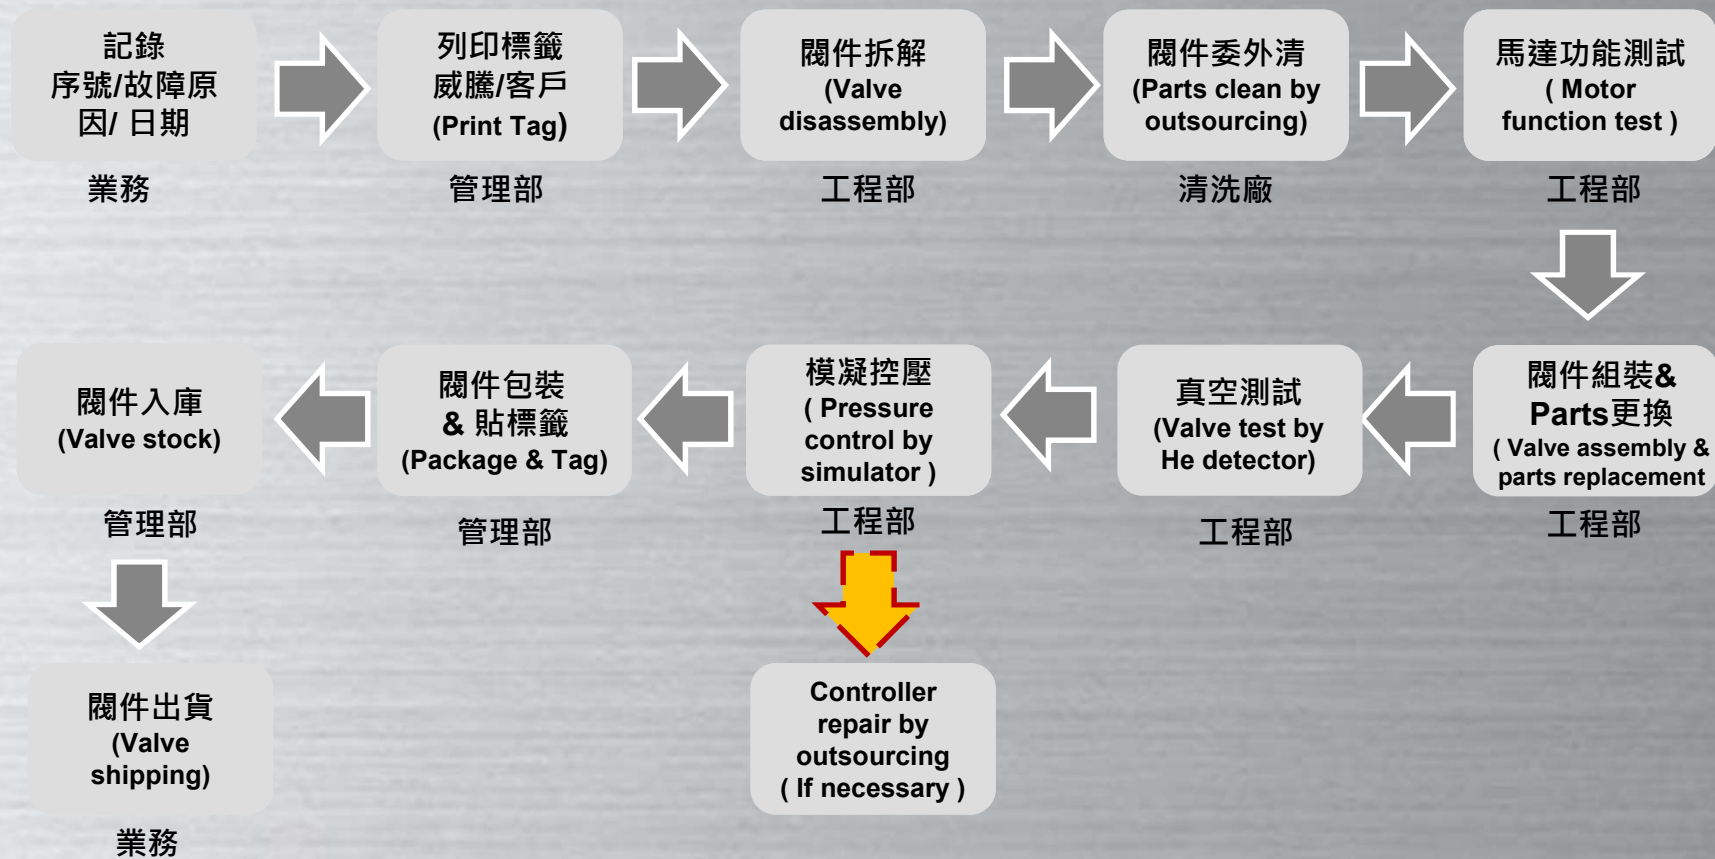 記錄
序號/故障原
因/ 日期
業務
列印標籤
威騰/客戶
(Print Tag)
管理部
閥件拆解
(Valve
disassembly)
工程部
閥件委外清
(Parts clean by
outsourcing)
清洗廠
馬達功能測試
( Motor
function test )
工程部
閥件組裝&
Parts更換
( Valve assembly &
parts replacement
工程部
真空測試
(Valve test by
He detector)
工程部
模凝控壓
( Pressure
control by
simulator )
工程部
Controller
repair by
outsourcing
( If necessary )
閥件包裝
& 貼標籤
(Package & Tag)
管理部
閥件入庫
(Valve stock)
管理部
閥件出貨
(Valve
shipping)
業務